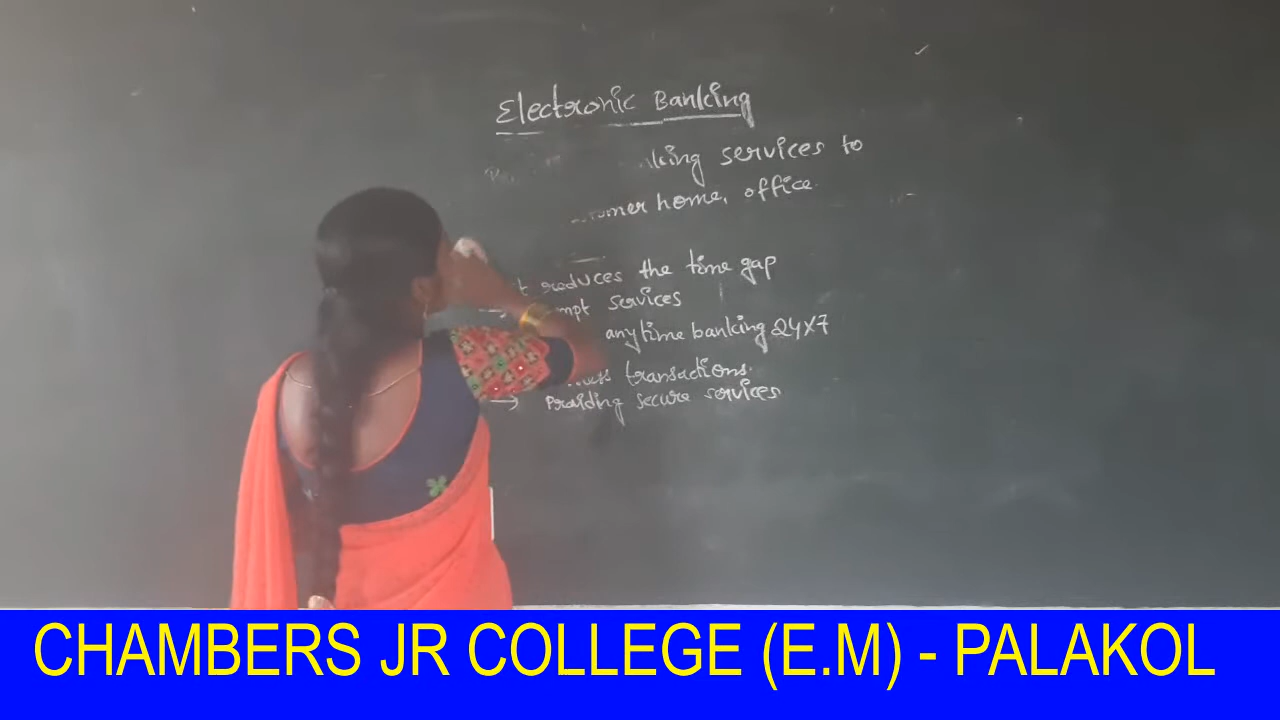 Electronic Banking
services to
home, office.
reduces the time gap
services
anytime banking 24X7
transactions.
→ secure services
CHAMBERS JR COLLEGE (E.M) - PALAKOL